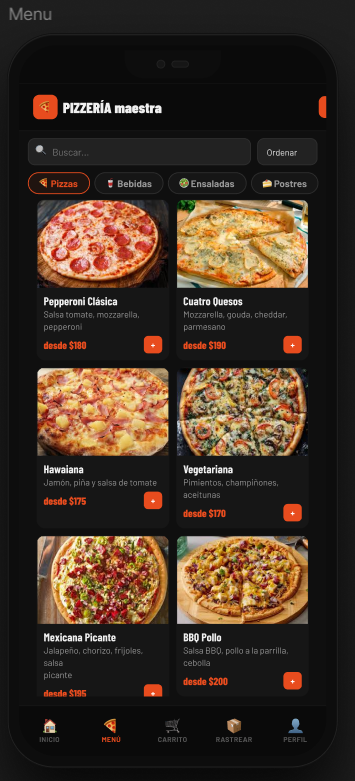 Menu
PIZZERÍA maestra
Buscar...
Ordenar
Pizzas
Bebidas
Ensaladas
Postres
Pepperoni Clásica
Salsa tomate, mozzarella,
pepperoni
desde $180
+
Cuatro Quesos
Mozzarella, gouda, cheddar,
parmesano
desde $190
+
Hawaiana
Jamón, piña y salsa de tomate
desde $175
+
Vegetariana
Pimientos, champiñones,
aceitunas
desde $170
+
Mexicana Picante
Jalapeño, chorizo, frijoles,
salsa
picante
desde $195
BBQ Pollo
Salsa BBQ, pollo a la parrilla,
cebolla
desde $200
+
INICIO
MENÚ
CARRITO
RASTREAR
PERFIL